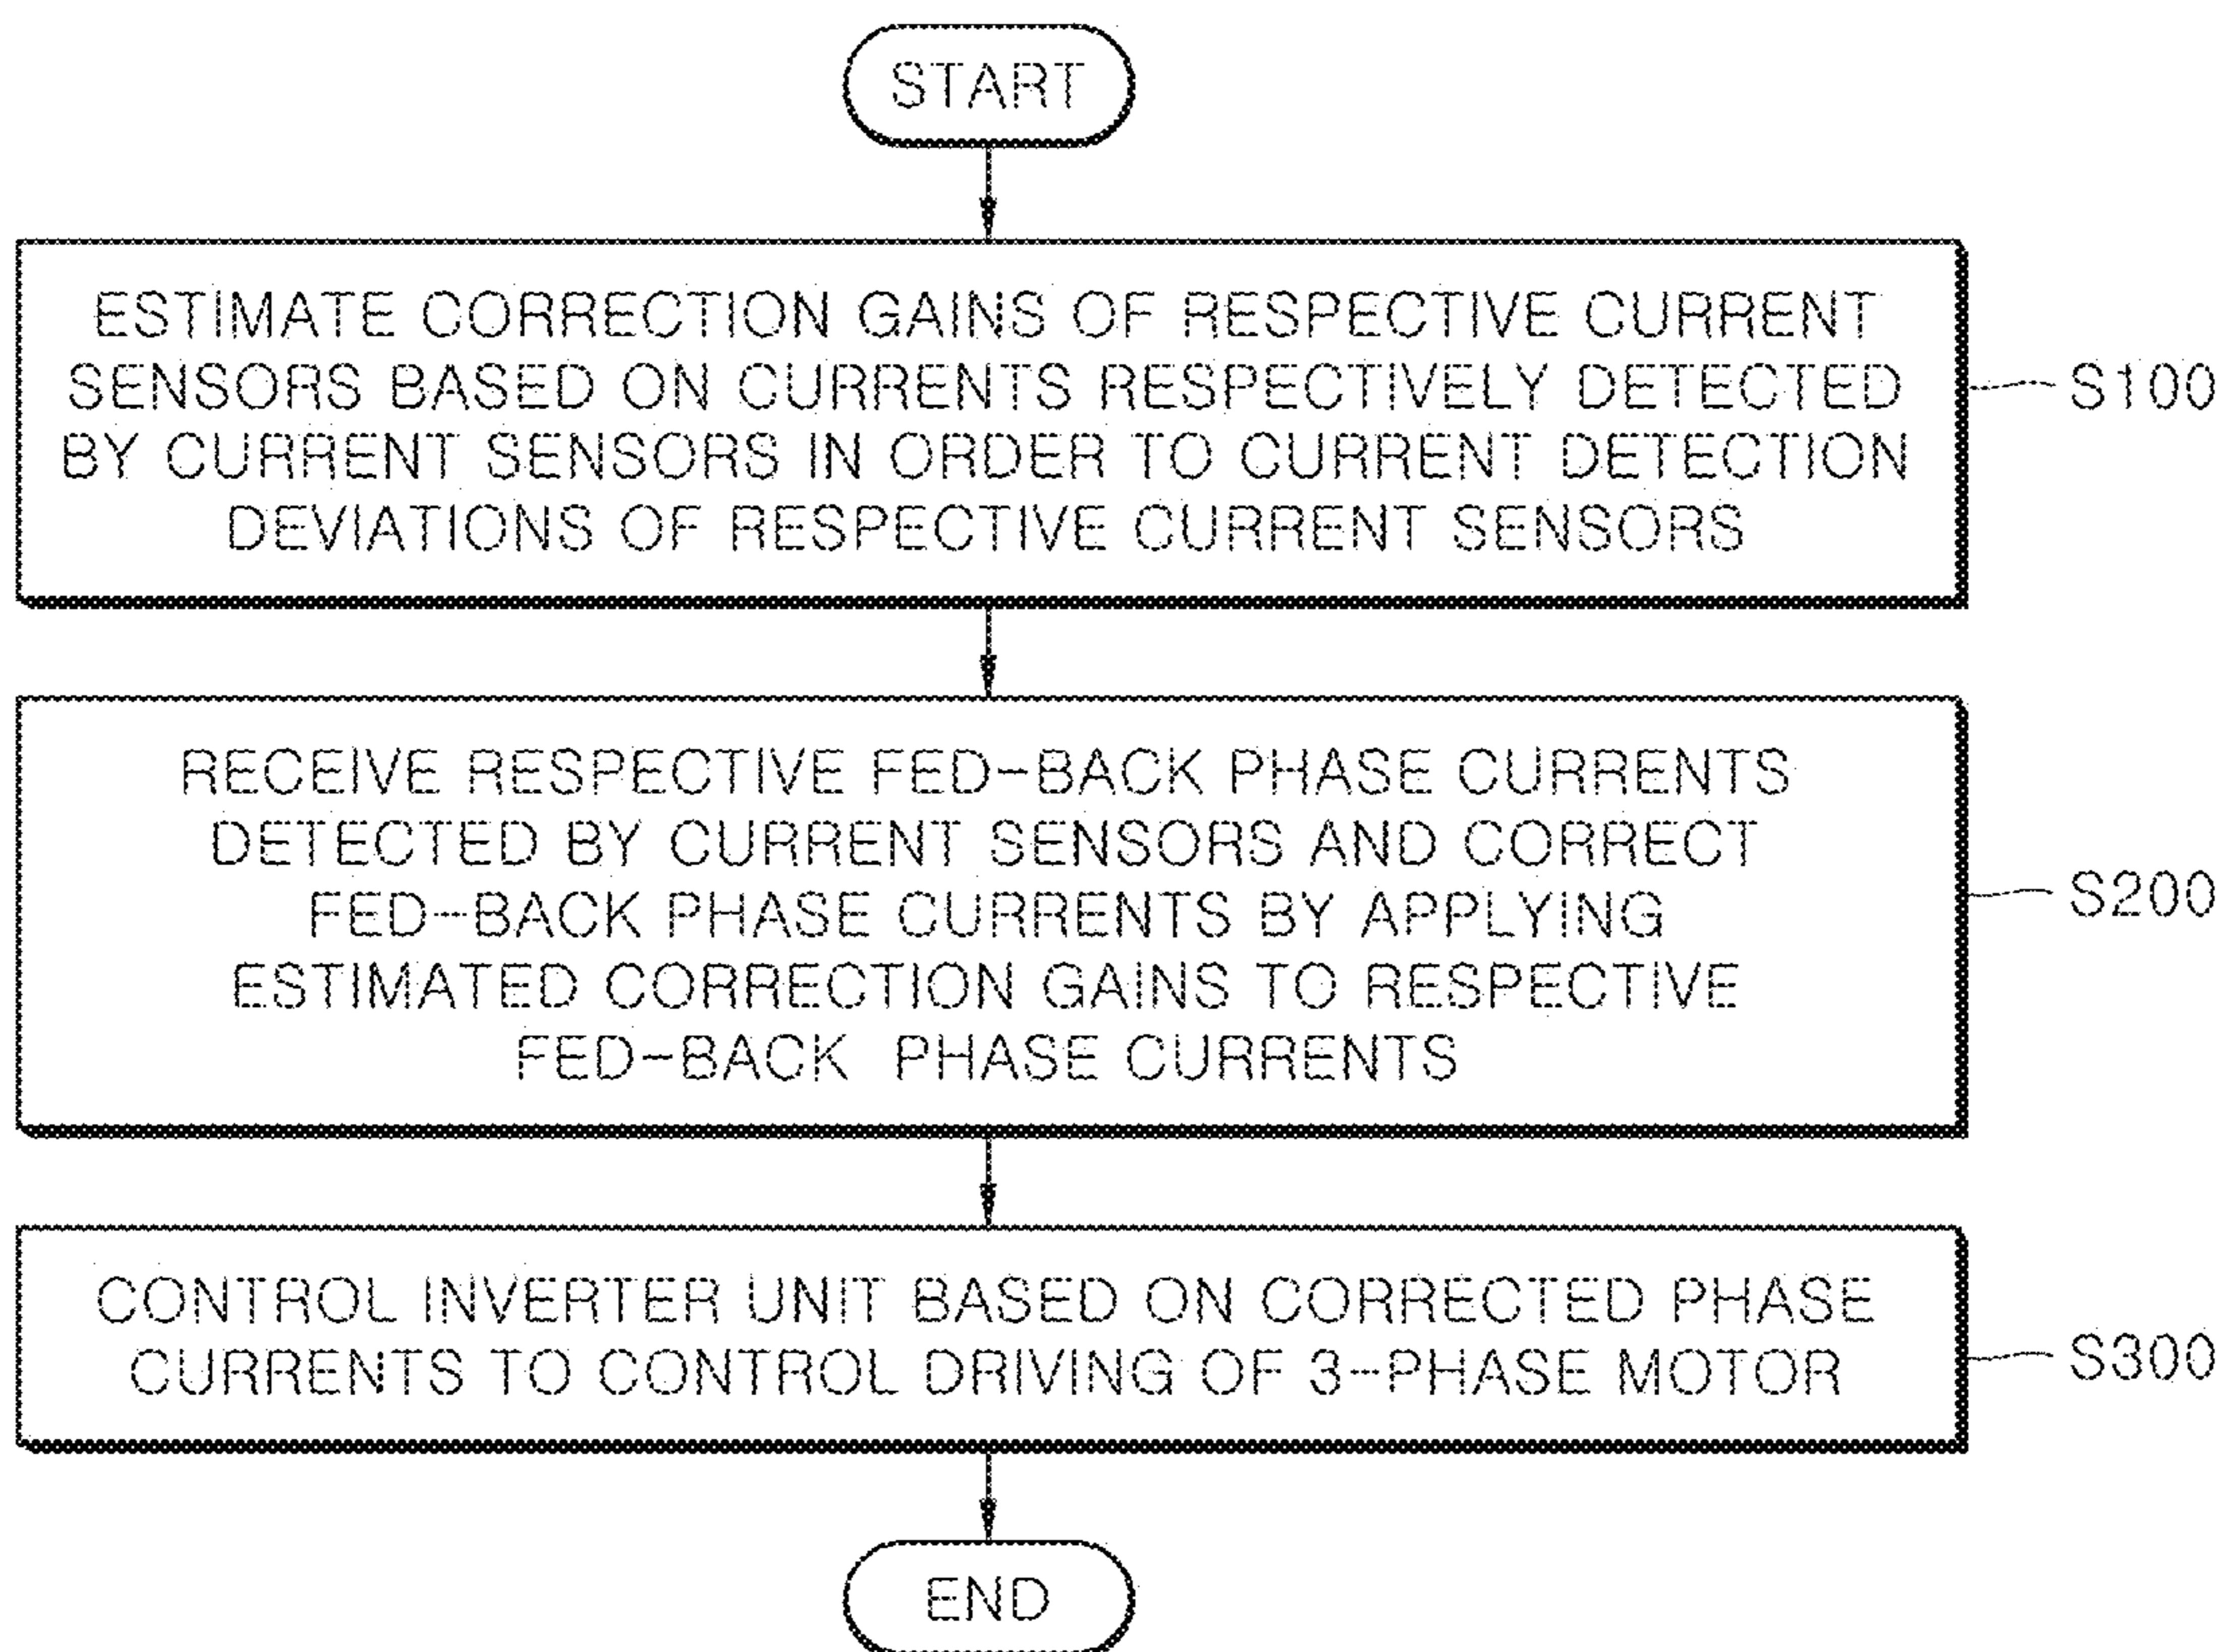 START
ESTIMATE CORRECTION GAINS OF RESPECTIVE CURRENT
SENSORS BASED ON CURRENTS RESPECTIVELY DETECTED
BY CURRENT SENSORS IN ORDER TO CURRENT DETECTION
DEVIATIONS OF RESPECTIVE CURRENT SENSORS
S100
RECEIVE RESPECTIVE FED-BACK PHASE CURRENTS
DETECTED BY CURRENT SENSORS AND CORRECT
FED-BACK PHASE CURRENTS BY APPLYING
ESTIMATED CORRECTION GAINS TO RESPECTIVE
FED-BACK PHASE CURRENTS
S200
CONTROL INVERTER UNIT BASED ON CORRECTED PHASE
CURRENTS TO CONTROL DRIVING OF 3-PHASE MOTOR
S300
END